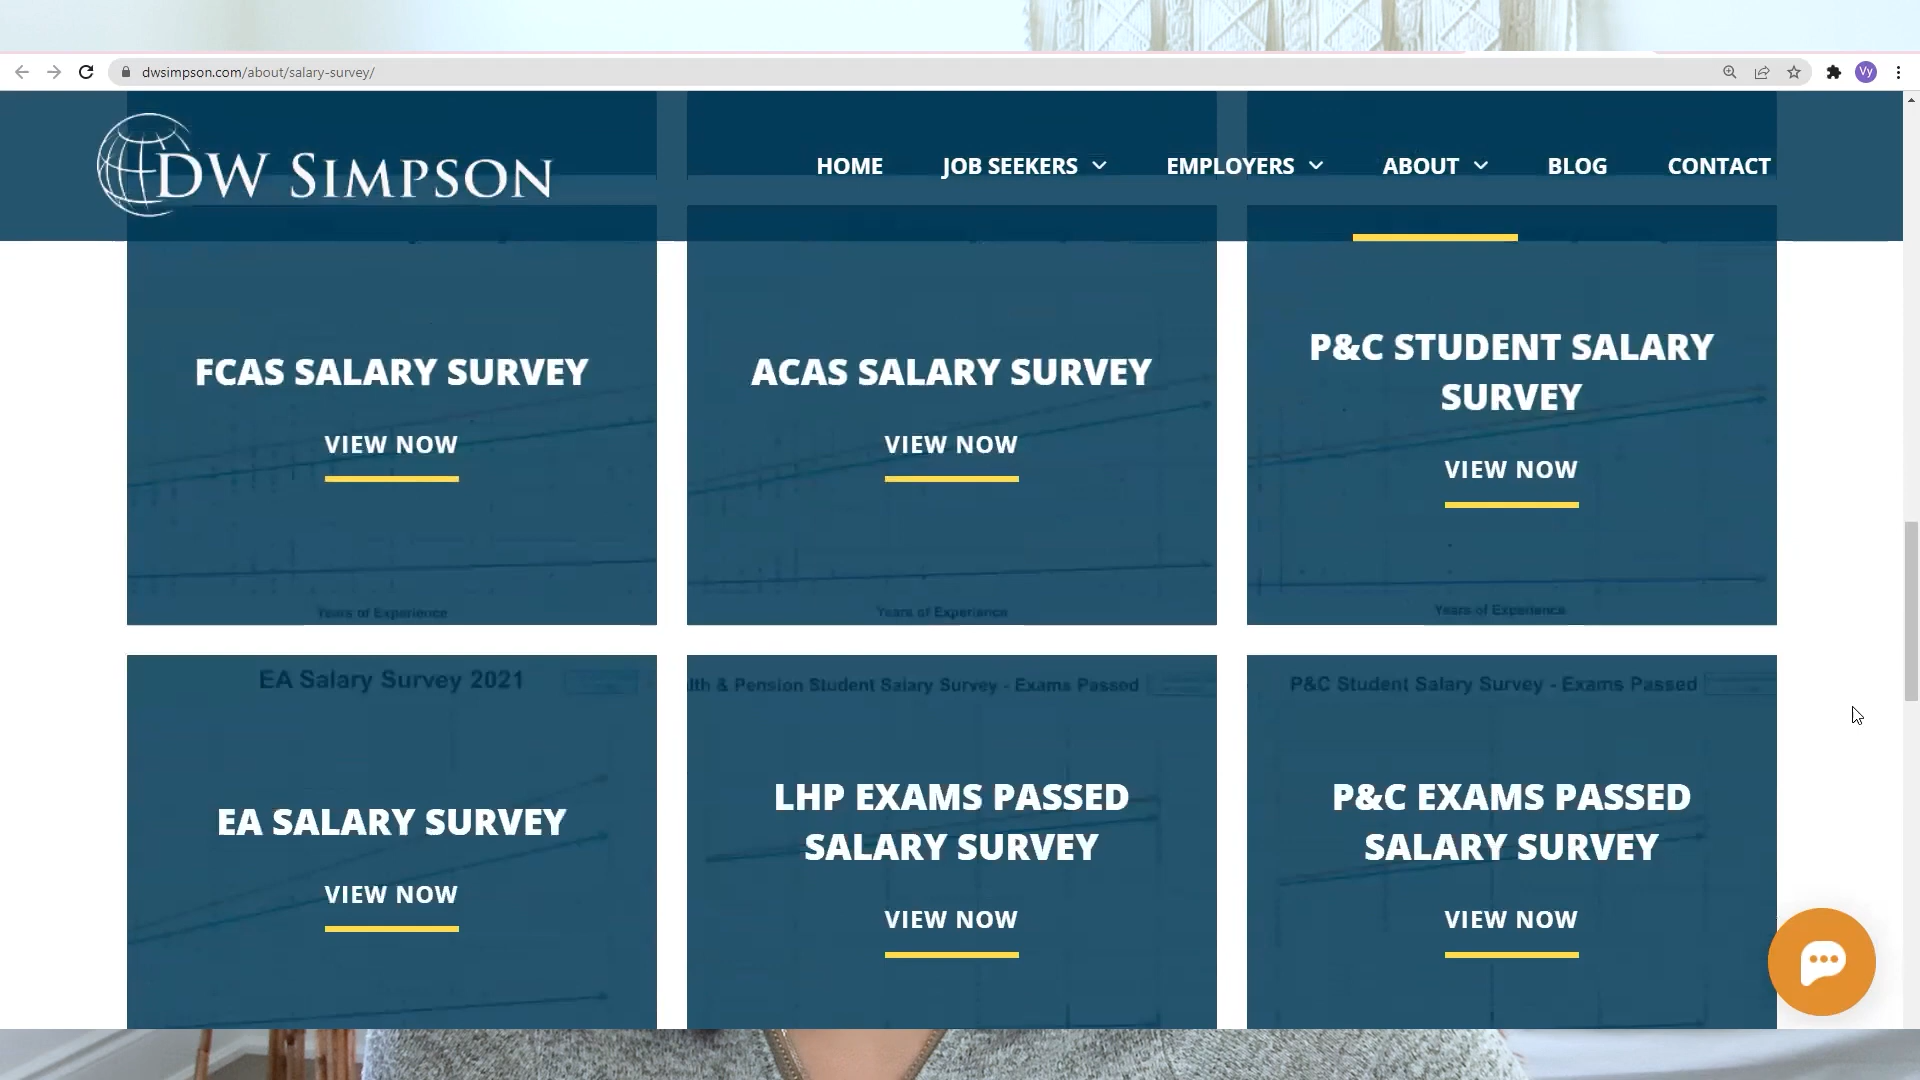 dwsimpson.com/about/salary-survey/
Vy
DW SIMPSON
HOME
JOB SEEKERS
EMPLOYERS
ABOUT
BLOG
CONTACT
FCAS SALARY SURVEY
VIEW NOW
Years of Experience
ACAS SALARY SURVEY
VIEW NOW
Years of Experience
P&C STUDENT SALARY
SURVEY
VIEW NOW
Years of Experience
EA Salary Survey 2021
EA SALARY SURVEY
VIEW NOW
& Pension Student Salary Survey - Exams Passed
LHP EXAMS PASSED
SALARY SURVEY
VIEW NOW
P&C Student Salary Survey - Exams Passed
P&C EXAMS PASSED
SALARY SURVEY
VIEW NOW